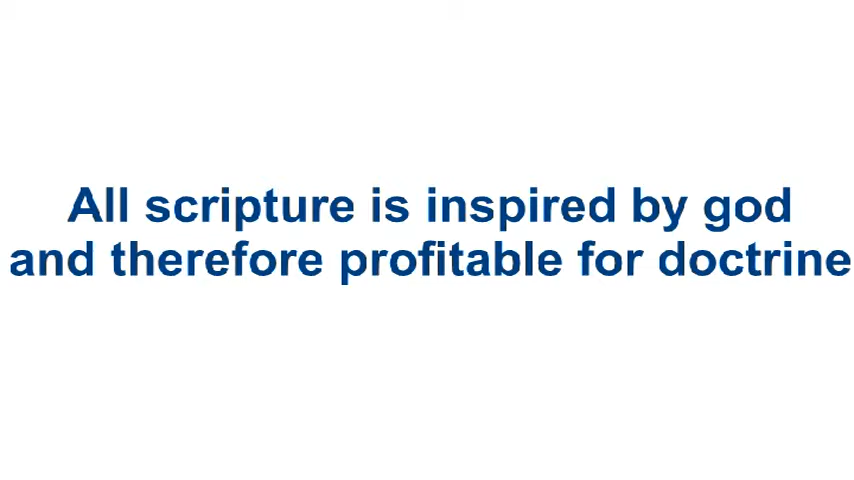 All scripture is inspired by god
and therefore profitable for doctrine